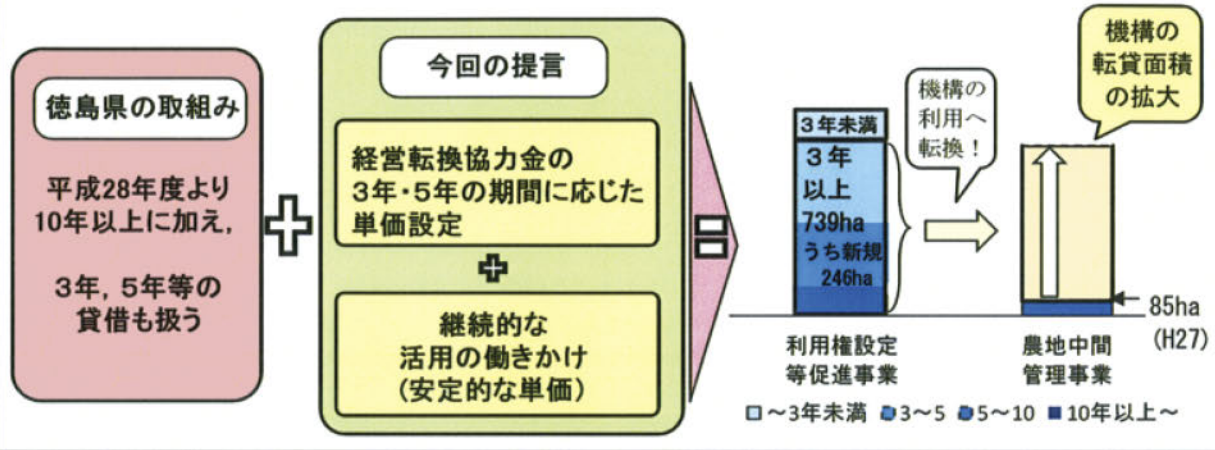 徳島県の取組み
平成28年度より
10年以上に加え,
3年, 5年等の
貸借も扱う
今回の提言
経営転換協力金の
3年・5年の期間に応じた
単価設定
継続的な
活用の働きかけ
(安定的な単価)
3年未満
3年
以上
739ha
うち新規
246ha
利用権設定
等促進事業
機構の
利用へ
転換!
機構の
転貸面積
の拡大
85ha
(H27)
農地中間
管理事業
～3年未満 3～5 5～10 10年以上～